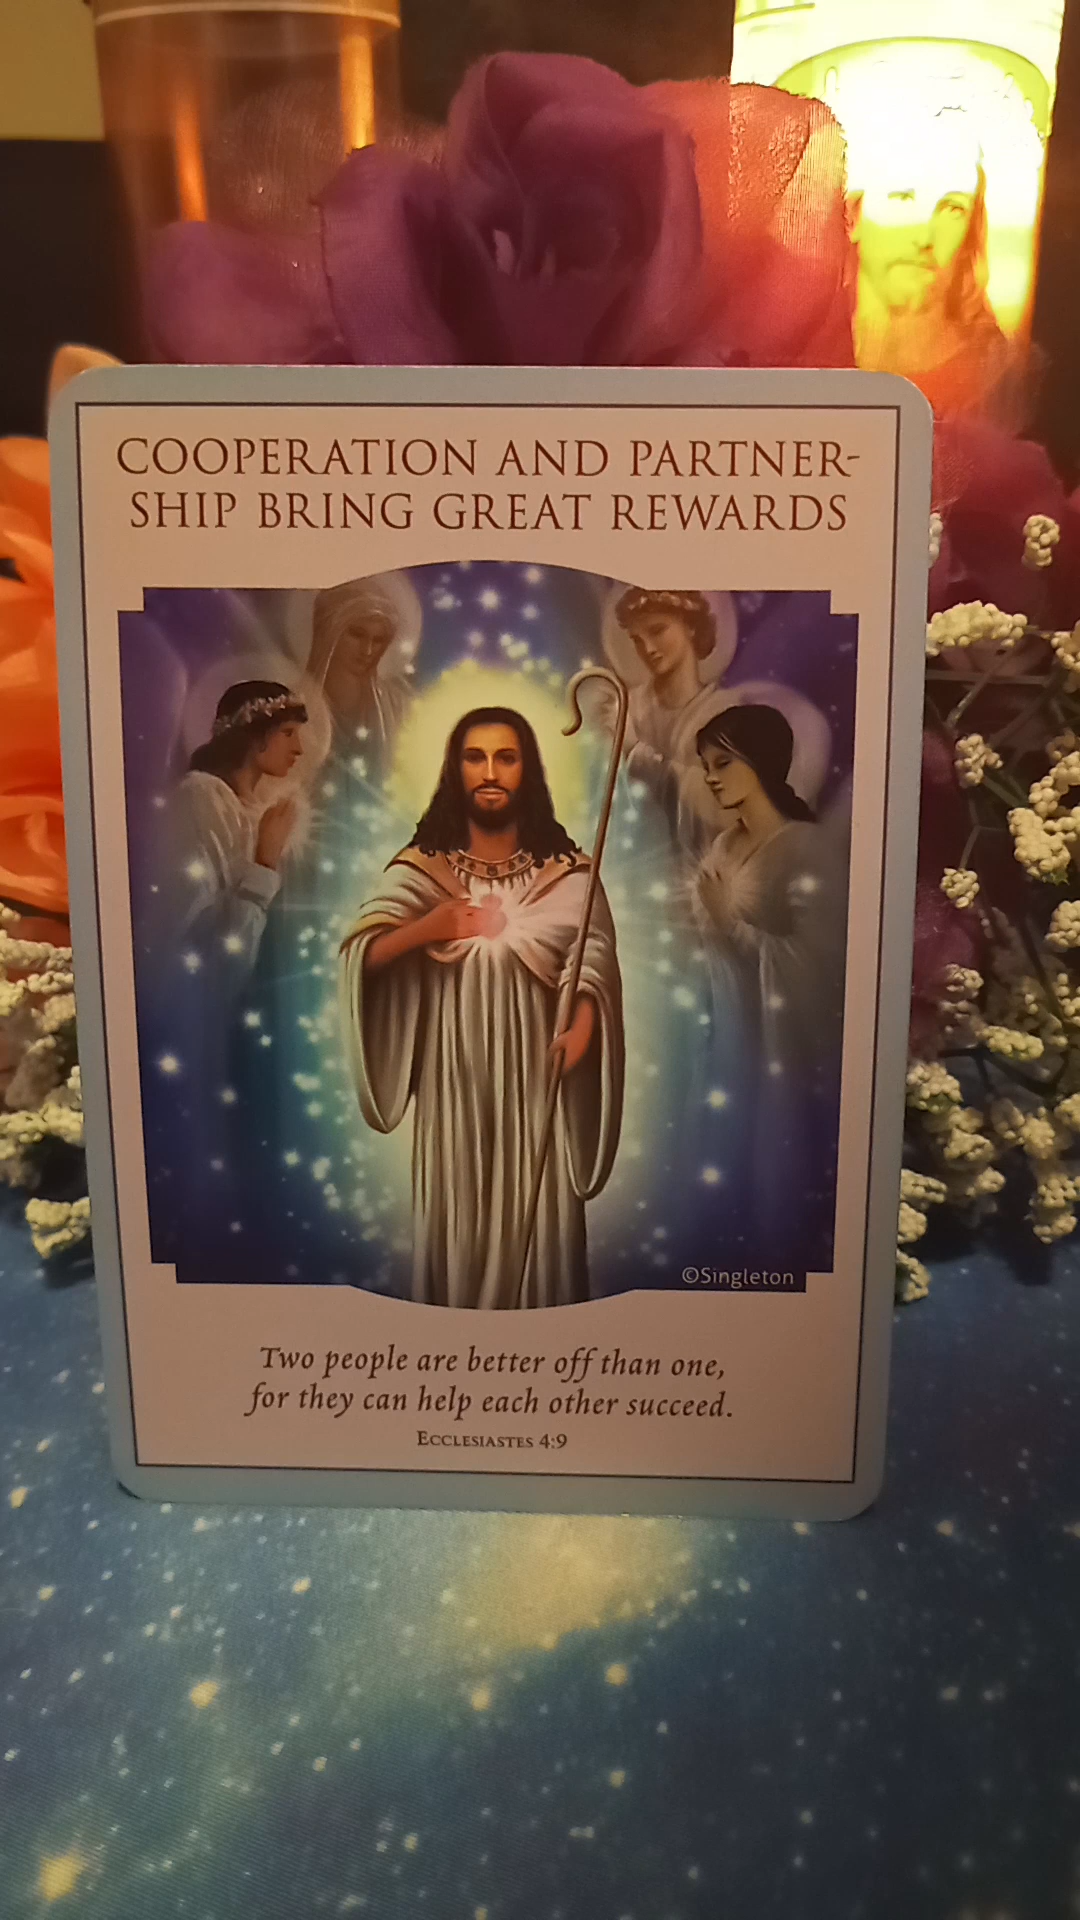 COOPERATION AND PARTNER-
SHIP BRING GREAT REWARDS
©Singleton
Two people are better off than one,
for they can help each other succeed.
ECCLESIASTES 4:9